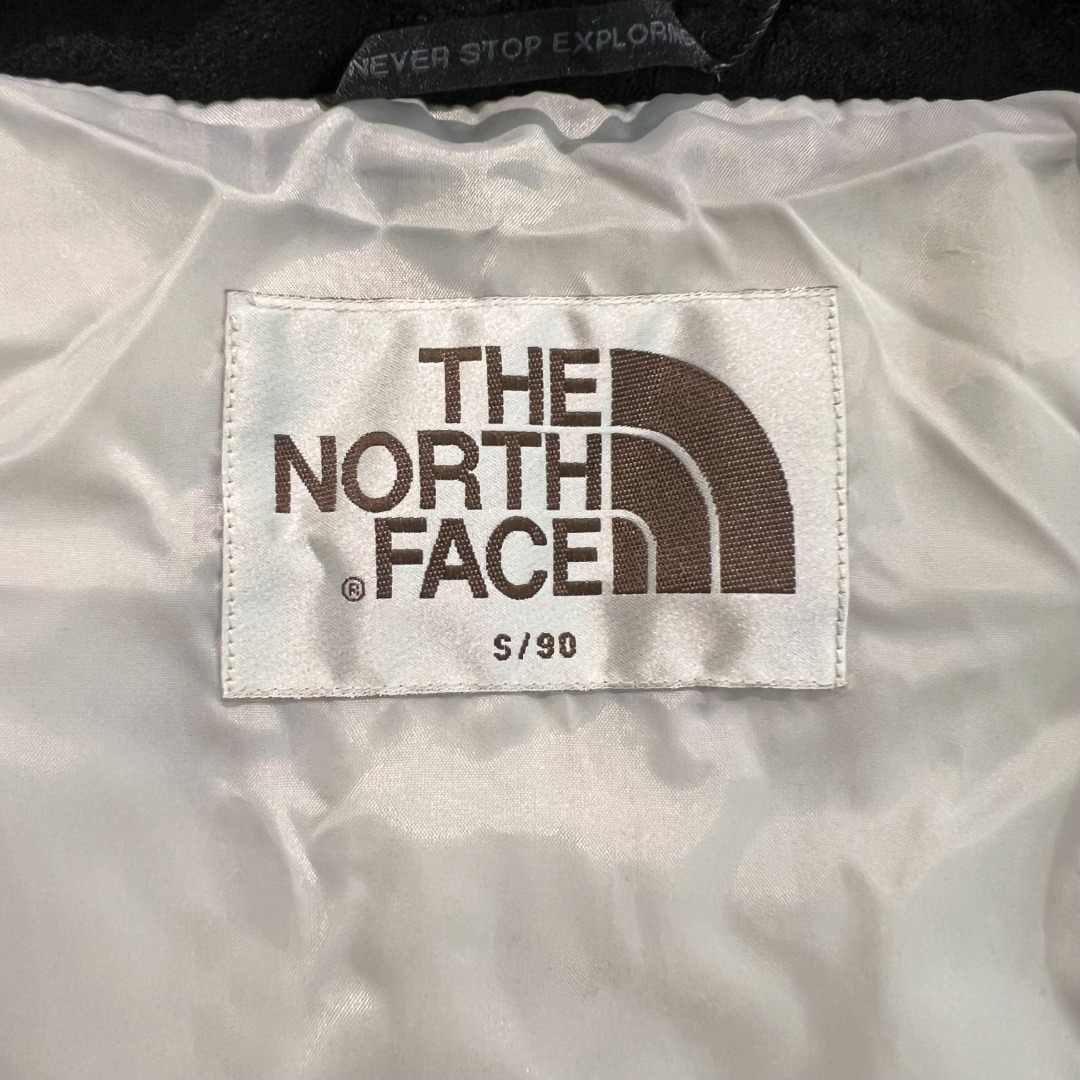 NEVER STOP EXPLORING
THE
NORTH
FACE
®
S/90